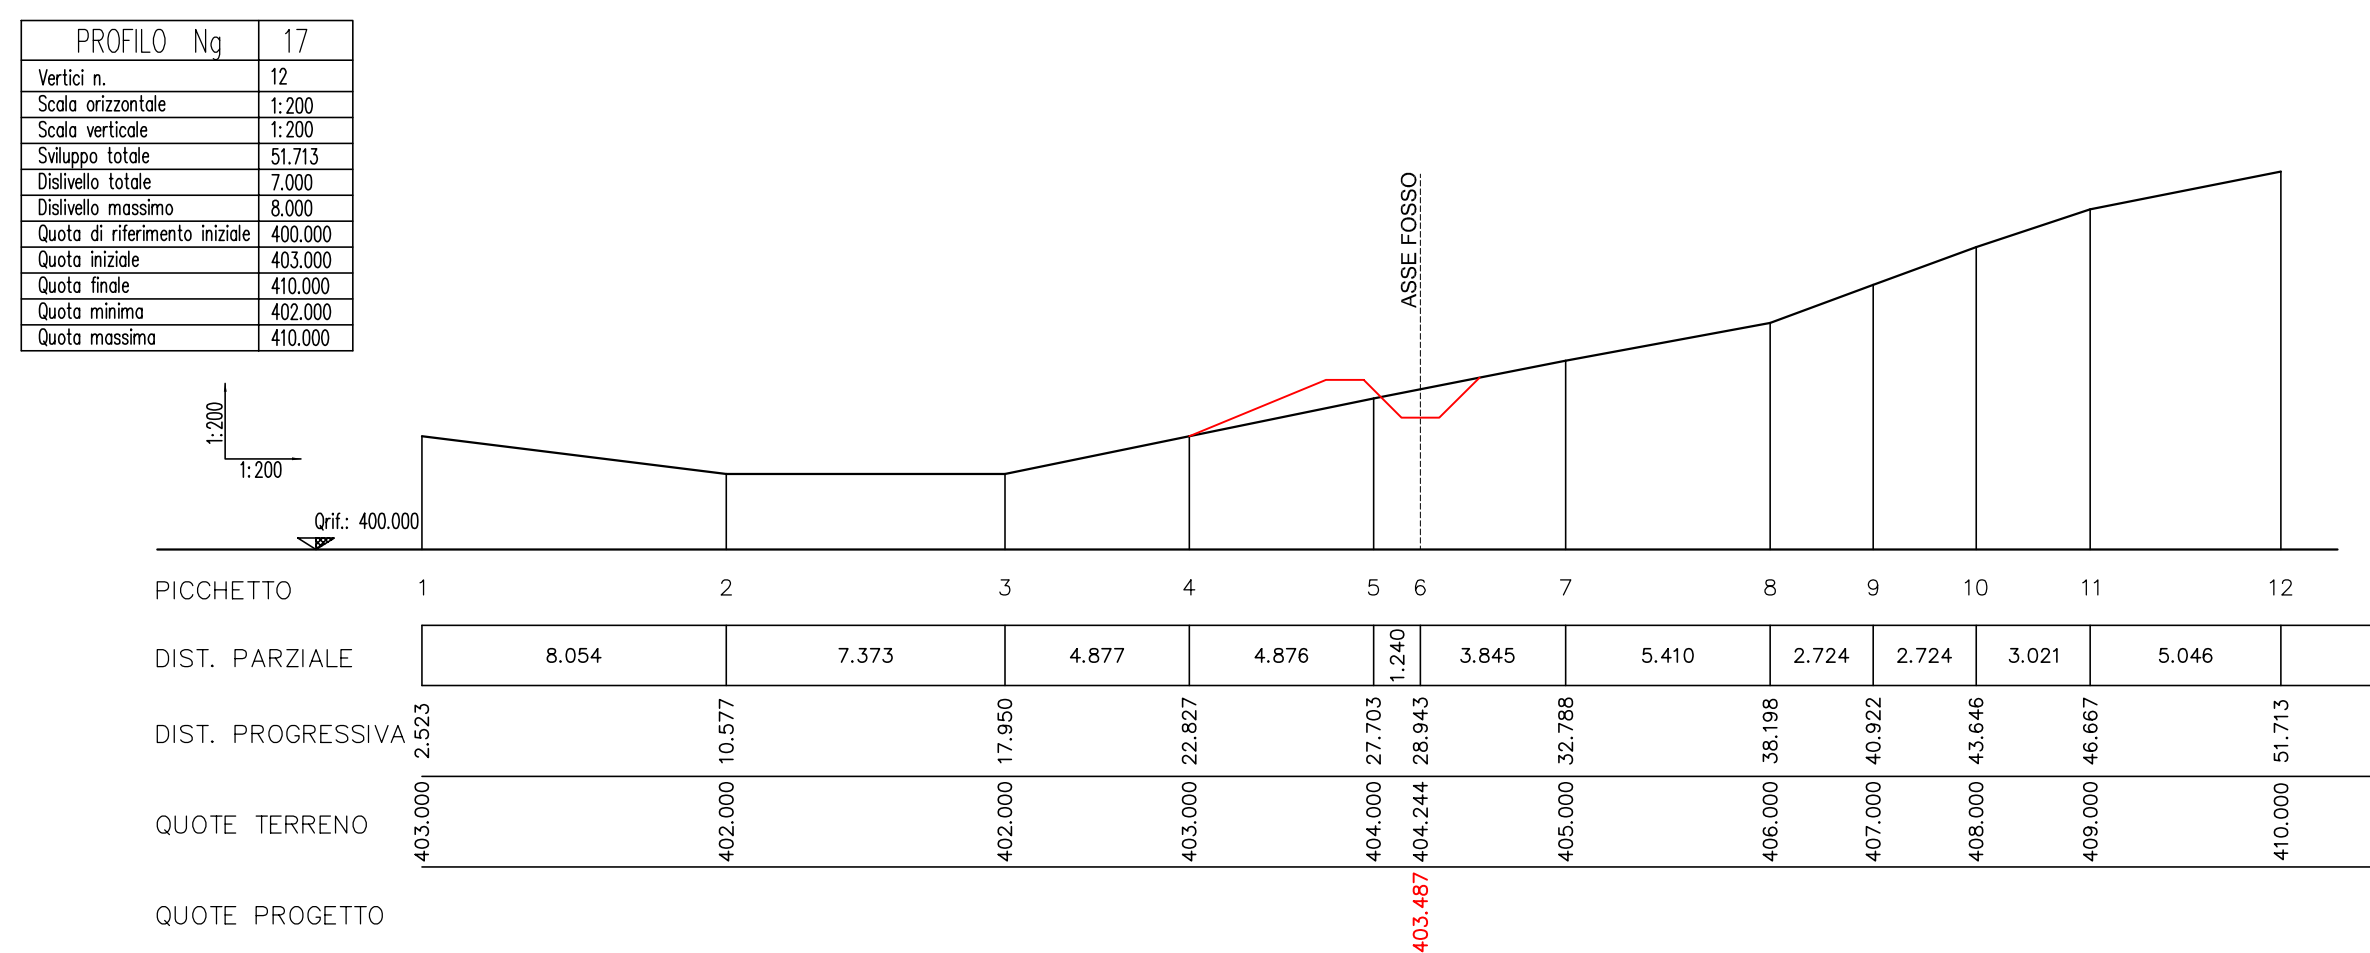 PROFILO Ng 17
Vertici n. 12
Scala orizzontale 1:200
Scala verticale 1:200
Sviluppo totale 51.713
Dislivello totale 7.000
Dislivello massimo 8.000
Quota di riferimento iniziale 400.000
Quota iniziale 403.000
Quota finale 410.000
Quota minima 402.000
Quota massima 410.000
ASSE FOSSO
1:200
1:200
Qrif.: 400.000
PICCHETTO 1 2 3 4 5 6 7 8 9 10 11 12
DIST. PARZIALE 8.054 7.373 4.877 4.876 1.240 3.845 5.410 2.724 2.724 3.021 5.046
DIST. PROGRESSIVA 2.523 10.577 17.950 22.827 27.703 28.943 32.788 38.198 40.922 43.646 46.667 51.713
QUOTE TERRENO 403.000 402.000 402.000 403.000 404.000 404.244 405.000 406.000 407.000 408.000 409.000 410.000
QUOTE PROGETTO 403.487